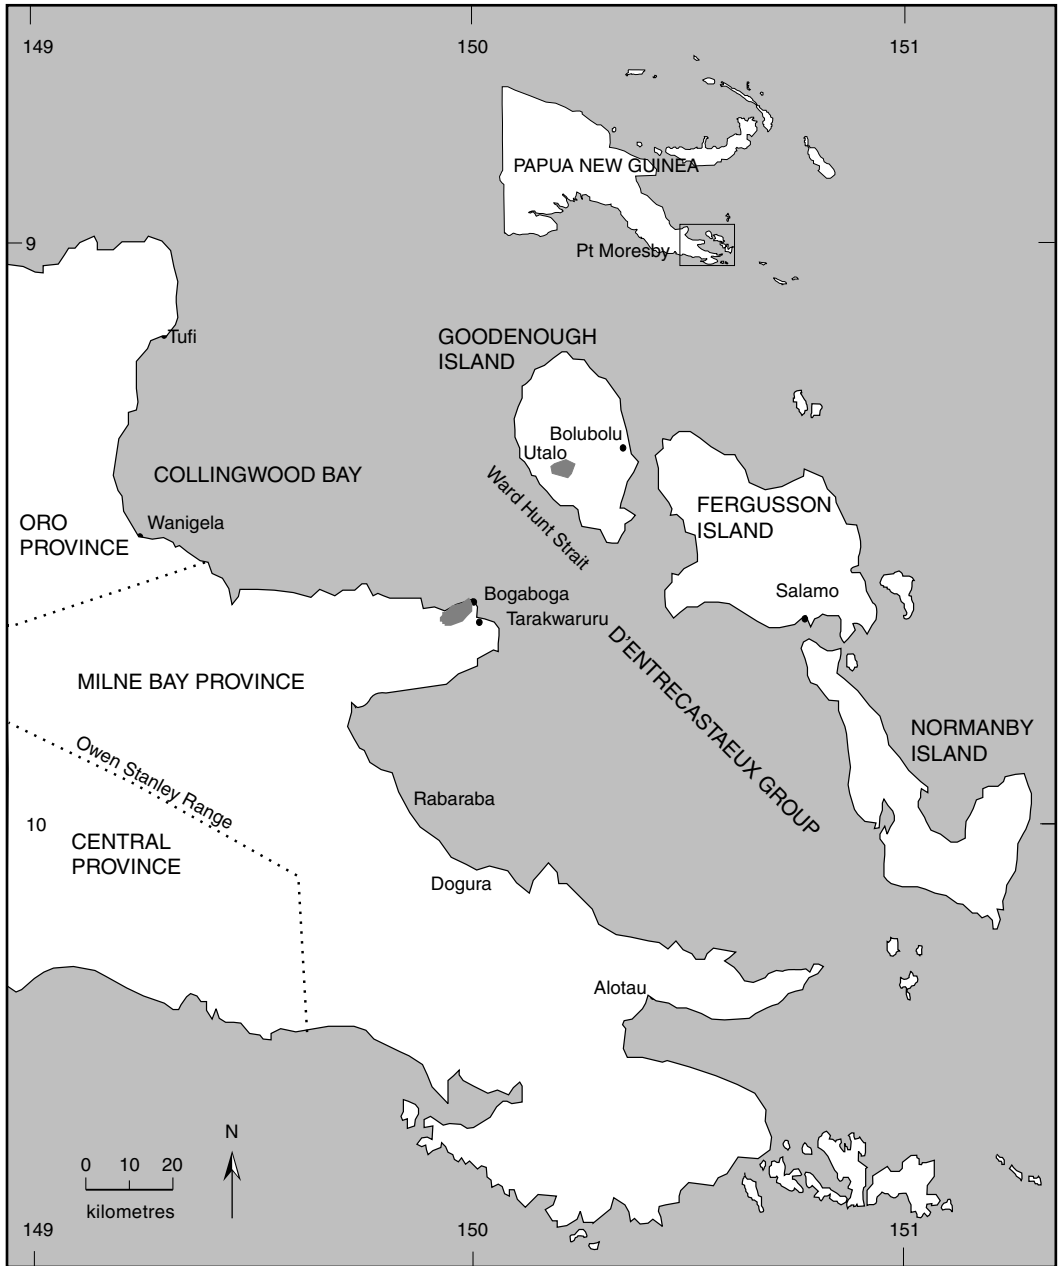 149
150
151
PAPUA NEW GUINEA
9
Pt Moresby
Tufi
GOODENOUGH
ISLAND
Bolubolu
Utalo
COLLINGWOOD BAY
Ward Hunt Strait
FERGUSSON
ISLAND
ORO
PROVINCE
Wanigela
Bogaboga
Salamo
Tarakwaruru
D'ENTRECASTAEUX GROUP
MILNE BAY PROVINCE
NORMANBY
ISLAND
Owen Stanley Range
Rabaraba
10
CENTRAL
PROVINCE
Dogura
Alotau
N
0 10 20
kilometres
149
150
151